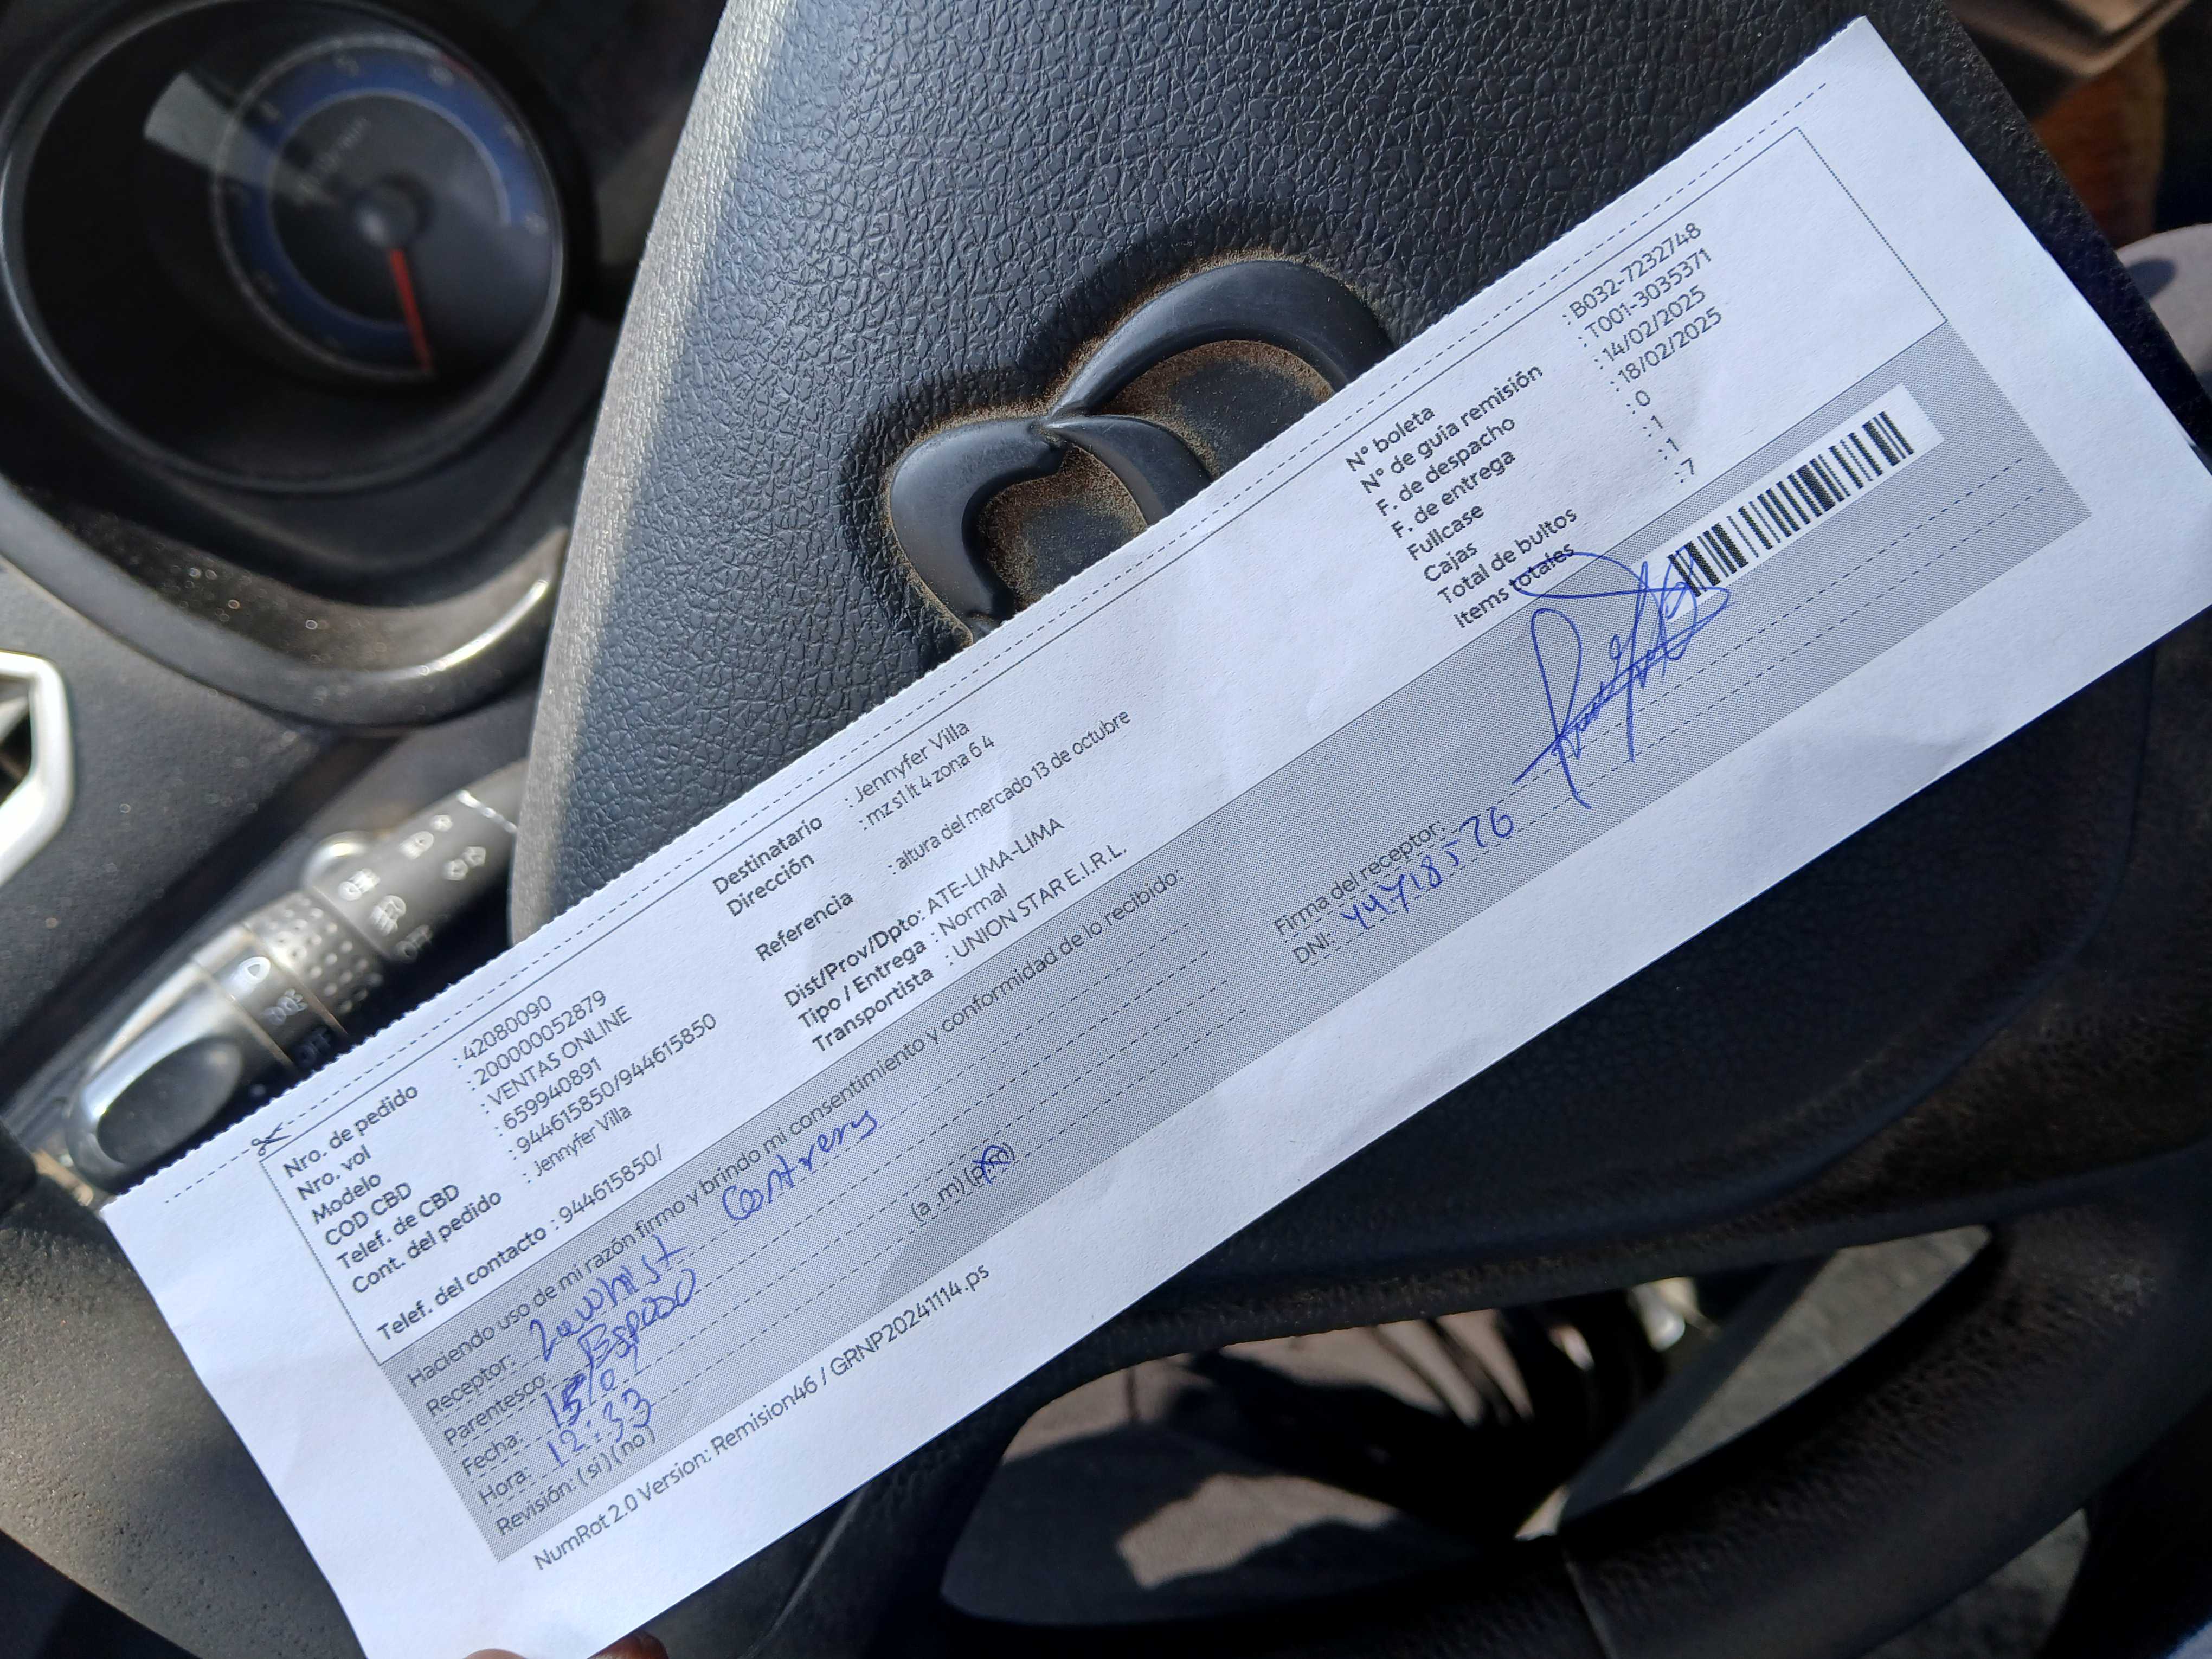 Nro. de pedido : 42080090
Nro. vol : 200000052879
Modelo : VENTAS ONLINE
COD CBD : 659940891
Telef. de CBD : 944615850/944615850
Cont. del pedido : Jennyfer Villa
Telef. del contacto : 944615850/
Destinatario : Jennyfer Villa
Dirección : mz s1 lt 4 zona 6 4
Referencia : altura del mercado 13 de octubre
Dist/Prov/Dpto: ATE-LIMA-LIMA
Tipo / Entrega : Normal
Transportista : UNION STAR E.I.R.L.
N° boleta : B032-7232748
N° de guía remisión : T001-3035371
F. de despacho : 14/02/2025
F. de entrega : 18/02/2025
Fullcase : 0
Cajas : 1
Total de bultos : 1
Items totales : 7
Haciendo uso de mi razón firmo y brindo mi consentimiento y conformidad de lo recibido:
Receptor: Contreras
Parentesco: Esposo
Fecha:
Hora: 12:33 (a.m) (p.m)
Revisión: (si) (no)
Firma del receptor:
DNI: 44718576
NumRot 2.0 Version: Remision46 / GRNP20241114.ps